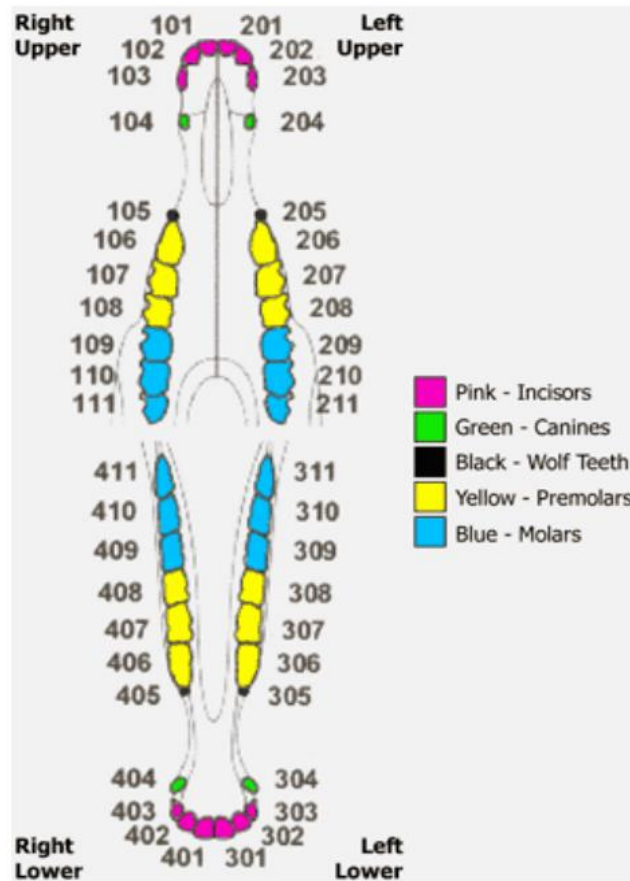 Right
Upper
101 201
Left
Upper
102 202
103 203
104 204
105 205
106 206
107 207
108 208
109 209
110 210
111 211
Pink - Incisors
Green - Canines
Black - Wolf Teeth
Yellow - Premolars
Blue - Molars
411 311
410 310
409 309
408 308
407 307
406 306
405 305
404 304
403 303
402 302
401 301
Right
Lower
Left
Lower